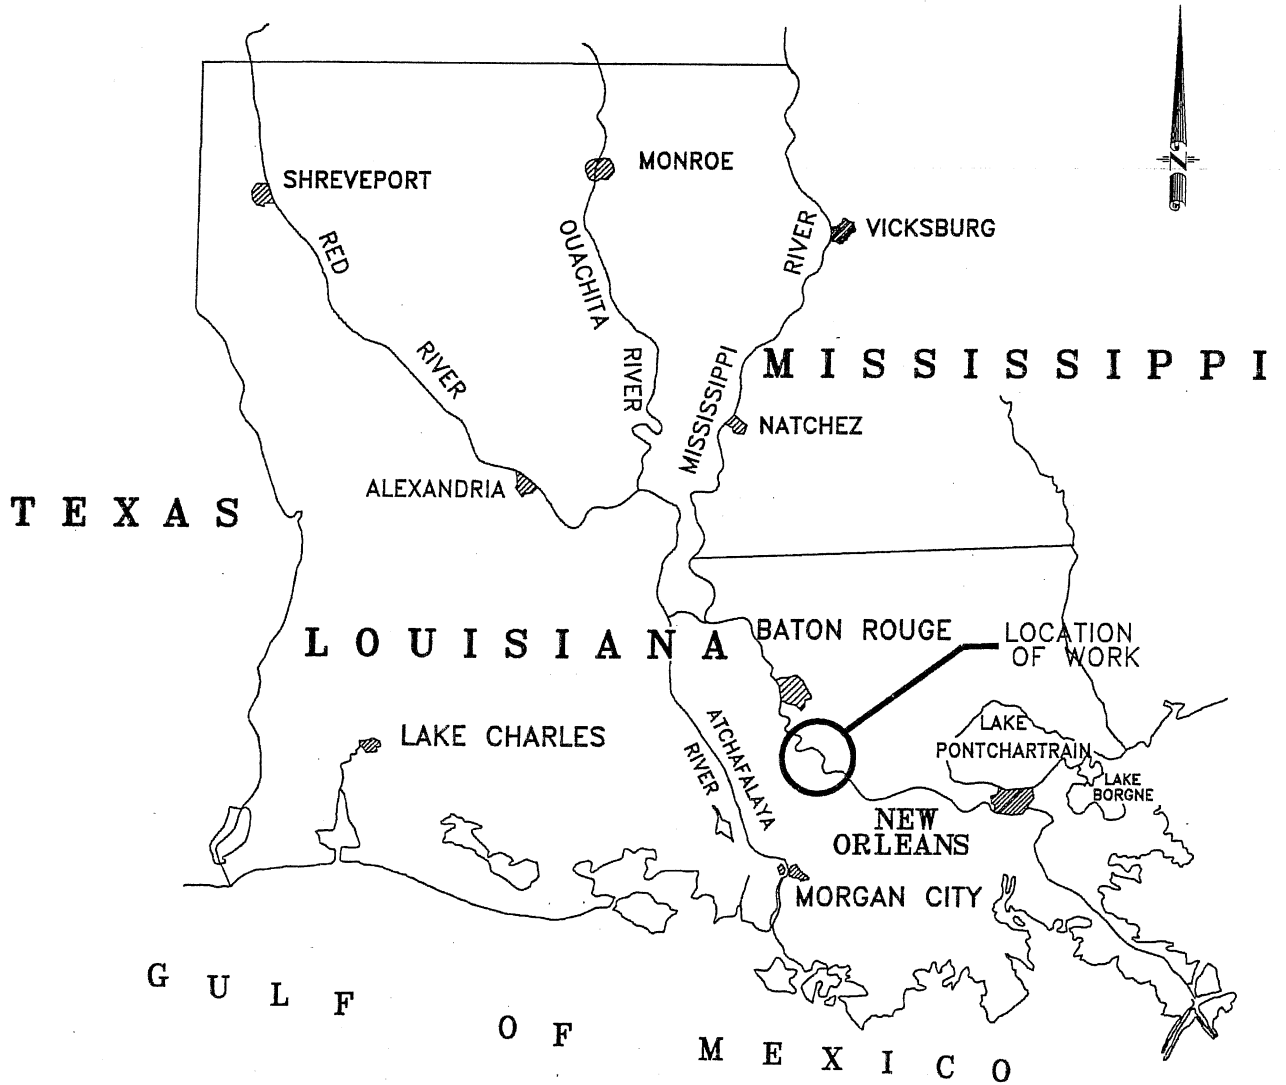 N
MONROE
SHREVEPORT
VICKSBURG
RED
RIVER
OUACHITA
RIVER
MISSISSIPPI
RIVER
MISSISSIPPI
NATCHEZ
ALEXANDRIA
TEXAS
LOUISIANA
BATON ROUGE
LOCATION
OF WORK
LAKE CHARLES
ATCHAFALAYA
RIVER
LAKE
PONTCHARTRAIN
LAKE
BORGNE
NEW
ORLEANS
MORGAN CITY
GULF
OF
MEXICO